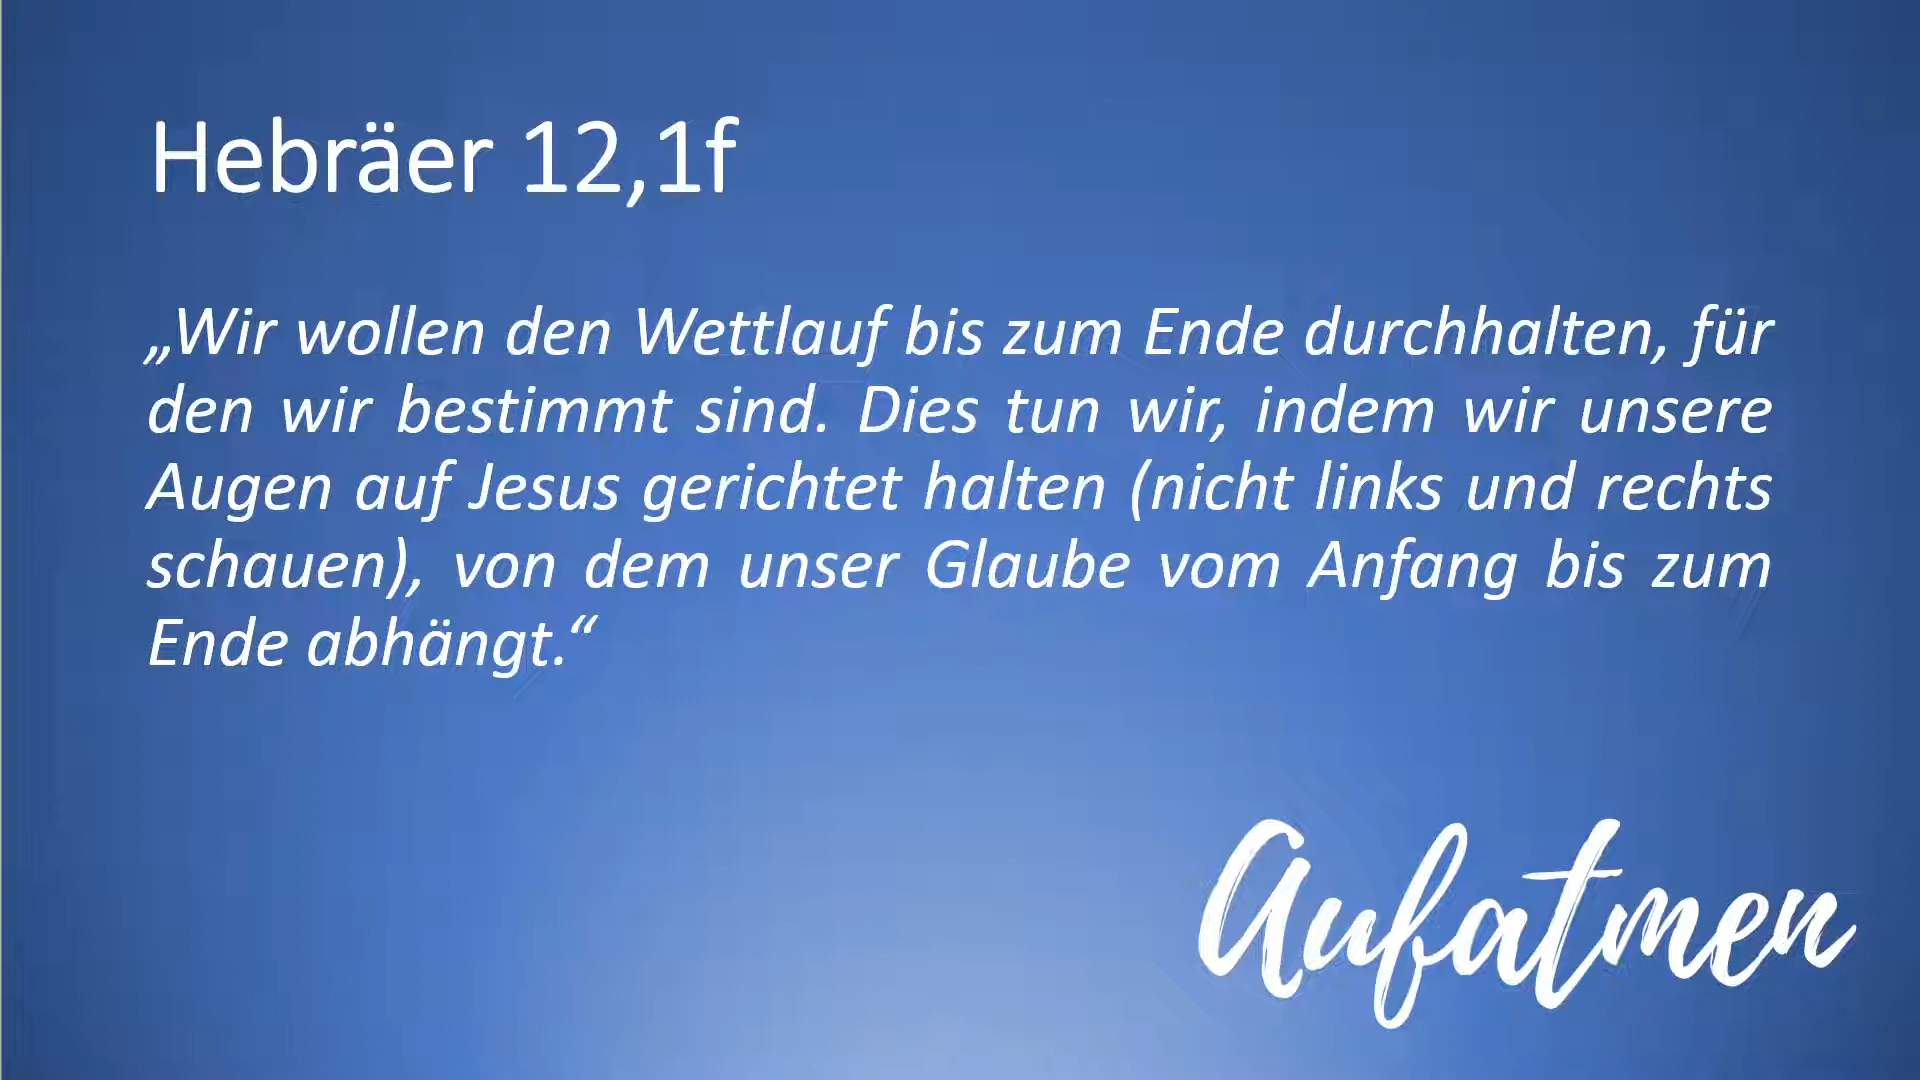 Hebräer 12,1f
„Wir wollen den Wettlauf bis zum Ende durchhalten, für
den wir bestimmt sind. Dies tun wir, indem wir unsere
Augen auf Jesus gerichtet halten (nicht links und rechts
schauen), von dem unser Glaube vom Anfang bis zum
Ende abhängt.“
Aufatmen